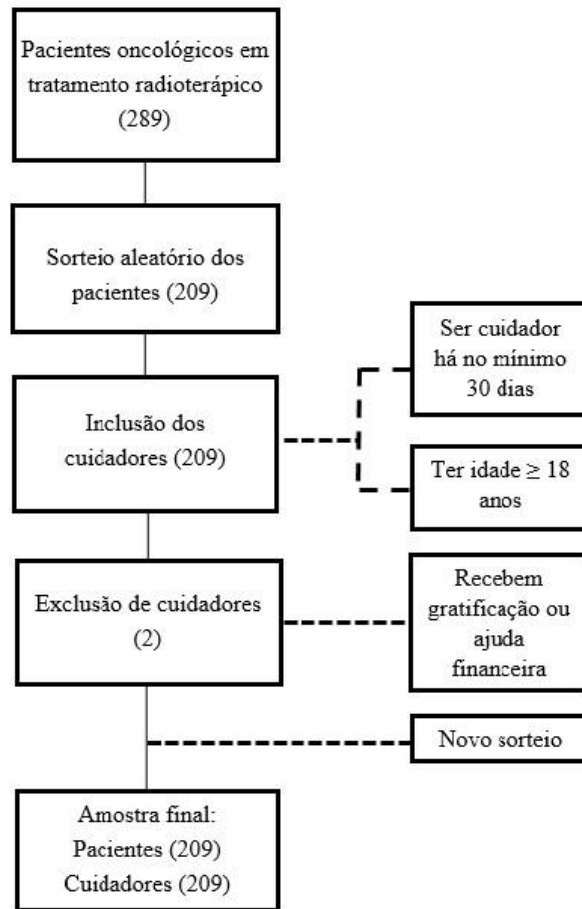 Pacientes oncológicos em
tratamento radioterápico
(289)
Sorteio aleatório dos
pacientes (209)
Inclusão dos
cuidadores (209)
Ser cuidador
há no mínimo
30 dias
Ter idade ≥ 18
anos
Exclusão de cuidadores
(2)
Recebem
gratificação ou
ajuda
financeira
Novo sorteio
Amostra final:
Pacientes (209)
Cuidadores (209)